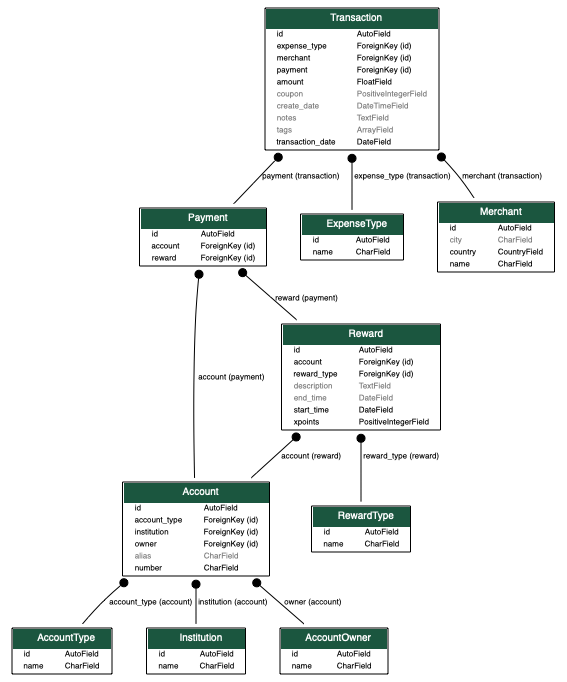 Transaction
id AutoField
expense_type ForeignKey (id)
merchant ForeignKey (id)
payment ForeignKey (id)
amount FloatField
coupon PositiveIntegerField
create_date DateTimeField
notes TextField
tags ArrayField
transaction_date DateField
payment (transaction)
expense_type (transaction)
merchant (transaction)
Payment
id AutoField
account ForeignKey (id)
reward ForeignKey (id)
ExpenseType
id AutoField
name CharField
Merchant
id AutoField
city CharField
country CountryField
name CharField
reward (payment)
account (payment)
Reward
id AutoField
account ForeignKey (id)
reward_type ForeignKey (id)
description TextField
end_time DateField
start_time DateField
xpoints PositiveIntegerField
account (reward)
reward_type (reward)
Account
id AutoField
account_type ForeignKey (id)
institution ForeignKey (id)
owner ForeignKey (id)
alias CharField
number CharField
RewardType
id AutoField
name CharField
account_type (account)
institution (account)
owner (account)
AccountType
id AutoField
name CharField
Institution
id AutoField
name CharField
AccountOwner
id AutoField
name CharField